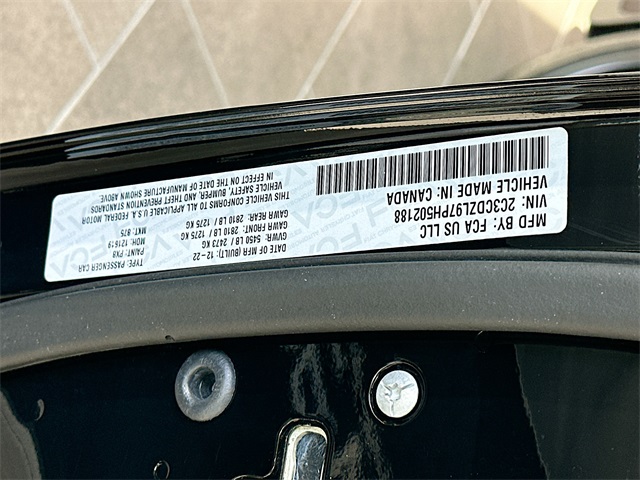 MFD BY: FCA US LLC
VIN: 2C3CDZL97PH502188
VEHICLE MADE IN: CANADA
DATE OF MFR (BUILT): 12-22
GVWR: 5450 LB / 2473 KG
GAWR FRONT: 2810 LB / 1275 KG
GAWR REAR: 2810 LB / 1275 KG
THIS VEHICLE CONFORMS TO ALL APPLICABLE U.S.A. FEDERAL MOTOR
VEHICLE SAFETY, BUMPER, AND THEFT PREVENTION STANDARDS
IN EFFECT ON THE DATE OF MANUFACTURE SHOWN ABOVE
TYPE: PASSENGER CAR
PAINT: PX8
MDH: 121619